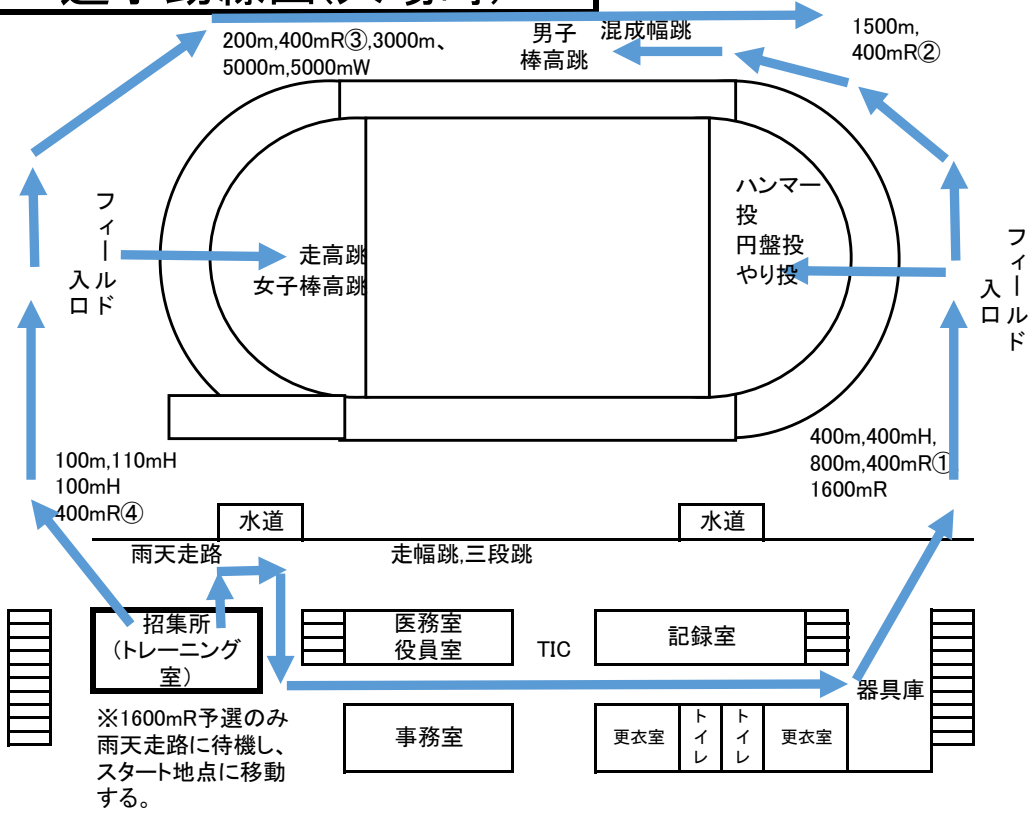 200m,400mR③,3000m、
5000m,5000mW
男子
棒高跳
混成幅跳
1500m,
400mR②
フィールド
入口
走高跳
女子棒高跳
ハンマー
投
円盤投
やり投
フィールド
入口
100m,110mH
100mH
400mR④
400m,400mH,
800m,400mR①
1600mR
水道
水道
雨天走路
走幅跳,三段跳
招集所
(トレーニング
室)
医務室
役員室
TIC
記録室
器具庫
※1600mR予選のみ
雨天走路に待機し、
スタート地点に移動
する。
事務室
更衣室
トイレ
トイレ
更衣室